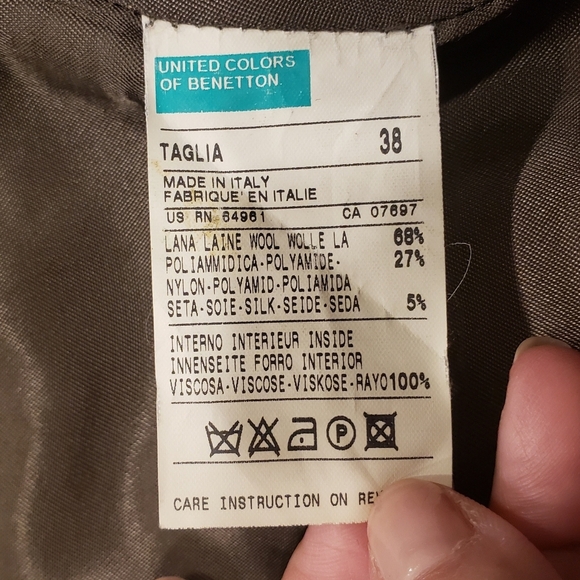 UNITED COLORS
OF BENETTON.
TAGLIA 38
MADE IN ITALY
FABRIQUE' EN ITALIE
US RN 64961 CA 07697
LANA LAINE WOOL WOLLE LA 68%
POLIAMMIDICA-POLYAMIDE- 27%
NYLON-POLYAMID-POLIAMIDA
SETA-SOIE-SILK-SEIDE-SEDA 5%
INTERNO INTERIEUR INSIDE
INNENSEITE FORRO INTERIOR
VISCOSA-VISCOSE-VISKOSE-RAYO100%
P
CARE INSTRUCTION ON